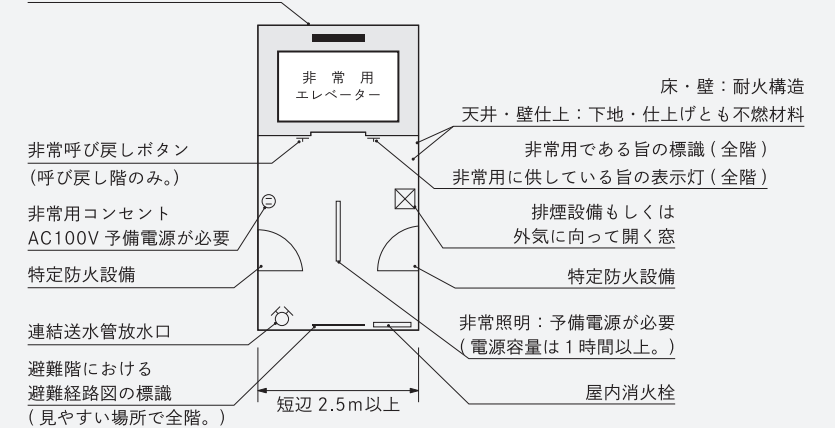 非常用
エレベーター
床・壁：耐火構造
天井・壁仕上：下地・仕上げとも不燃材料
非常呼び戻しボタン
(呼び戻し階のみ。)
非常用である旨の標識(全階)
非常用に供している旨の表示灯(全階)
非常用コンセント
AC100V 予備電源が必要
排煙設備もしくは
外気に向って開く窓
特定防火設備
特定防火設備
連結送水管放水口
非常照明：予備電源が必要
(電源容量は1時間以上。)
避難階における
避難経路図の標識
(見やすい場所で全階。)
屋内消火栓
短辺 2.5m以上